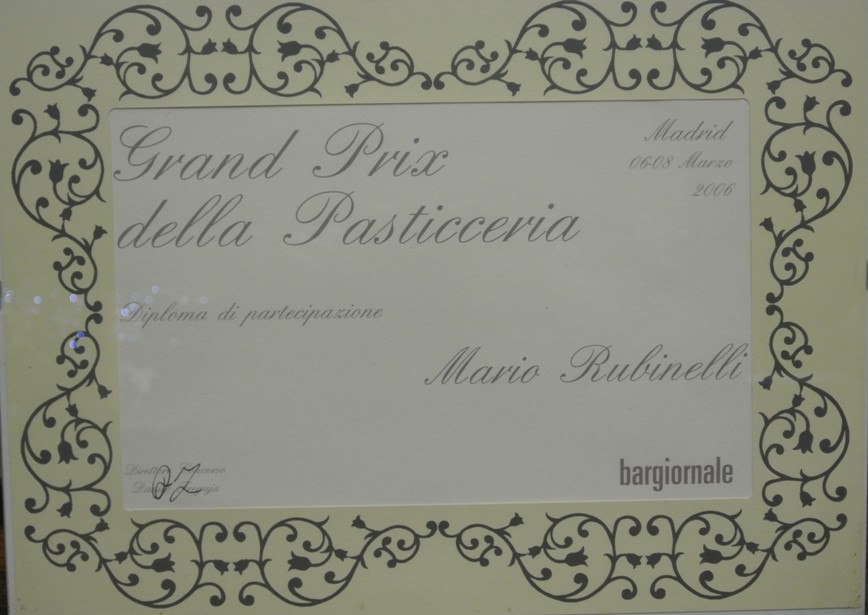 Grand Prix
della Pasticceria
Madrid
06-08 Marzo
2006
Diploma di partecipazione
Mario Rubinelli
bargiornale